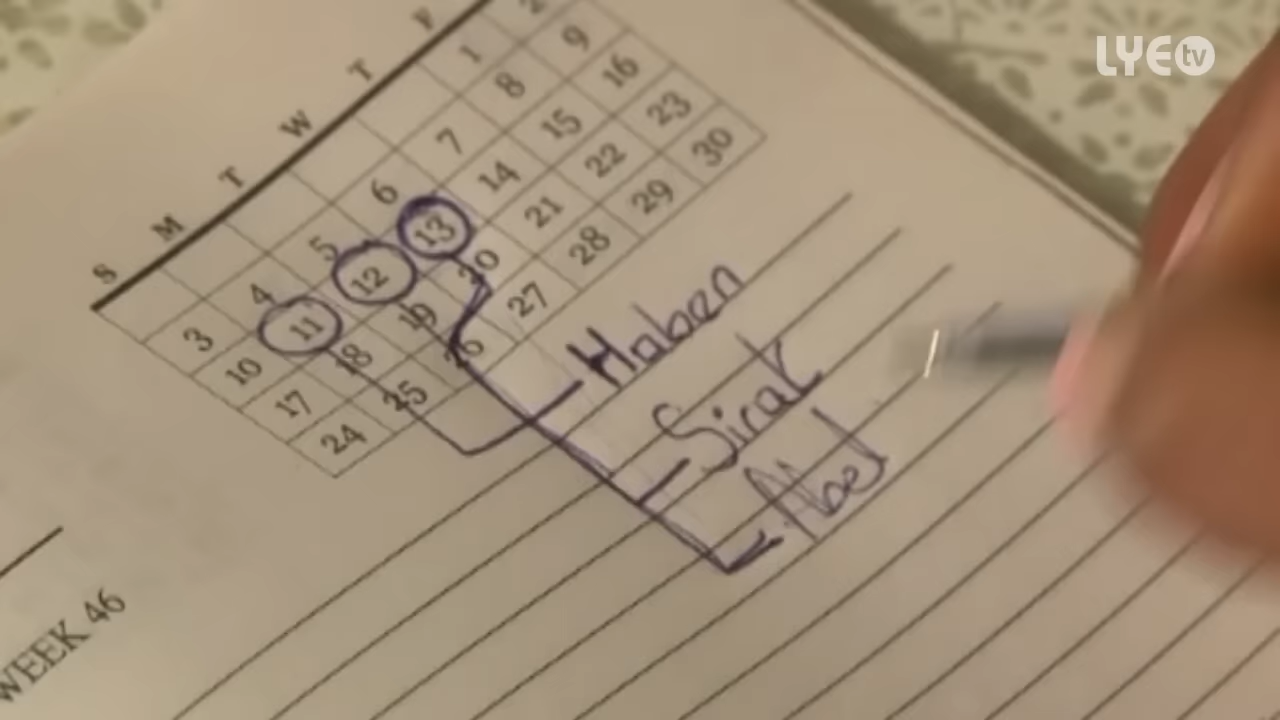 LYE tv
S M T W T F
1 2
3 4 5 6 7 8 9
10 11 12 13 14 15 16
17 18 19 20 21 22 23
24 25 26 27 28 29 30
Haben
Sirak
Abel
WEEK 46